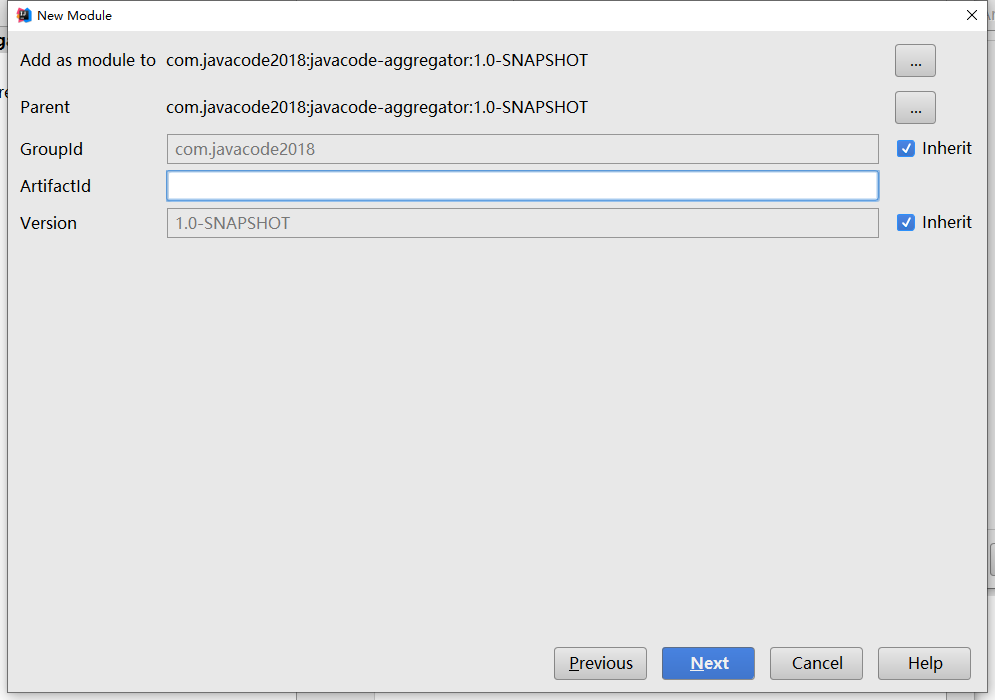 New Module
Add as module to com.javacode2018:javacode-aggregator:1.0-SNAPSHOT ...
Parent com.javacode2018:javacode-aggregator:1.0-SNAPSHOT ...
GroupId com.javacode2018 Inherit
ArtifactId
Version 1.0-SNAPSHOT Inherit
Previous Next Cancel Help